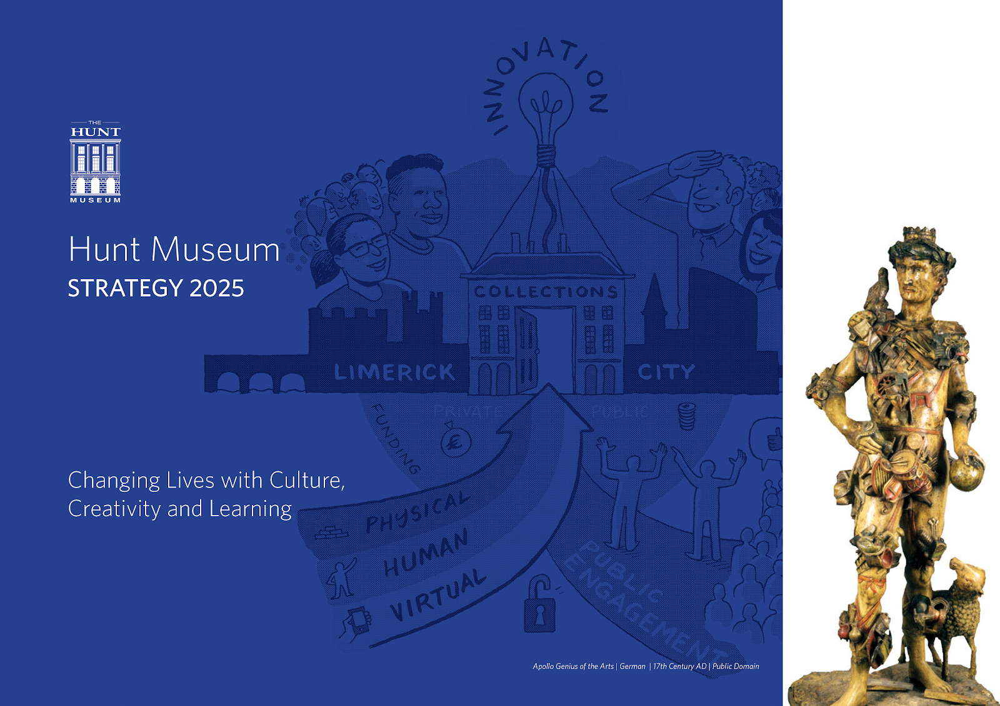 INNOVATION
THE
HUNT
MUSEUM
Hunt Museum
STRATEGY 2025
COLLECTIONS
LIMERICK
CITY
FUNDING
PRIVATE
PUBLIC
€
Changing Lives with Culture,
Creativity and Learning
PHYSICAL
HUMAN
VIRTUAL
PUBLIC
ENGAGEMENT
Apollo Genius of the Arts | German | 17th Century AD | Public Domain